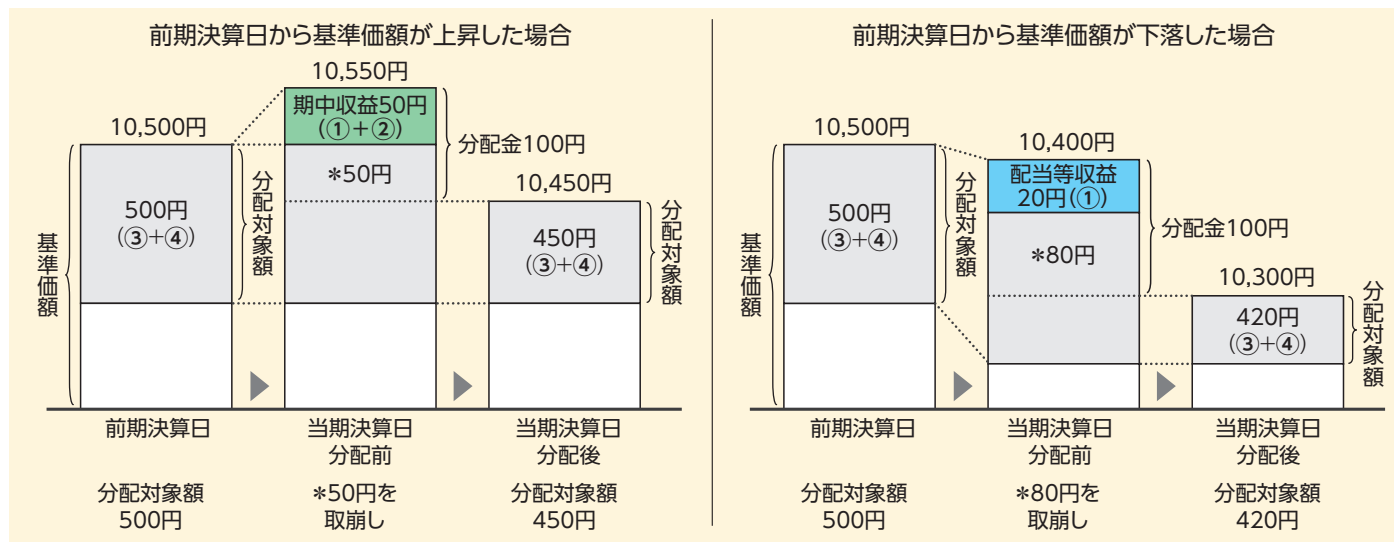 前期決算日から基準価額が上昇した場合
10,550円
期中収益50円
(①+②)
10,500円
分配金100円
*50円
10,450円
500円
(③+④)
分配対象額
450円
(③+④)
分配対象額
基準価額
前期決算日
当期決算日
分配前
当期決算日
分配後
分配対象額
500円
*50円を
取崩し
分配対象額
450円
前期決算日から基準価額が下落した場合
10,500円
10,400円
配当等収益
20円(①)
分配金100円
500円
(③+④)
分配対象額
*80円
10,300円
420円
(③+④)
分配対象額
基準価額
前期決算日
当期決算日
分配前
当期決算日
分配後
分配対象額
500円
*80円を
取崩し
分配対象額
420円